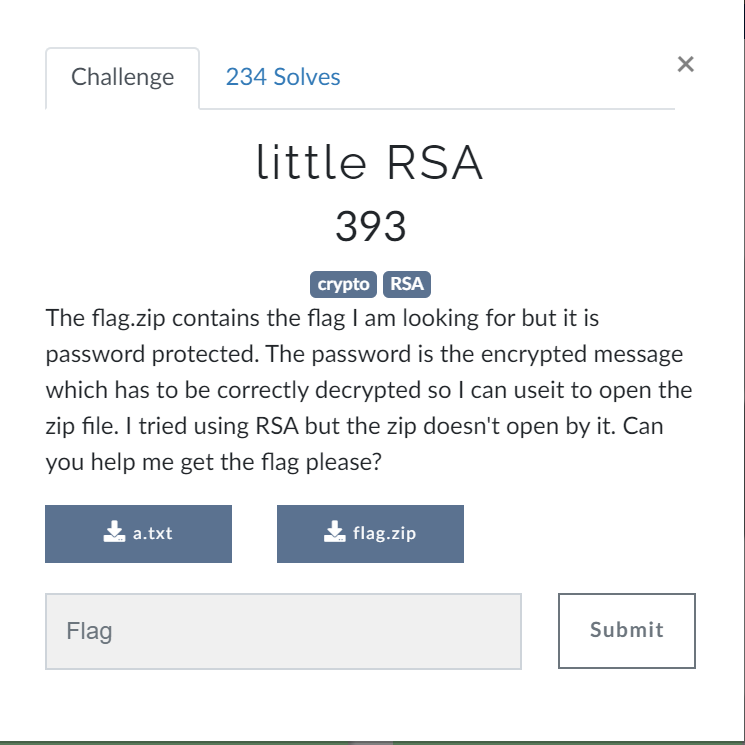 Challenge 234 Solves ×
little RSA
393
crypto RSA
The flag.zip contains the flag I am looking for but it is
password protected. The password is the encrypted message
which has to be correctly decrypted so I can useit to open the
zip file. I tried using RSA but the zip doesn't open by it. Can
you help me get the flag please?
a.txt flag.zip
Flag Submit